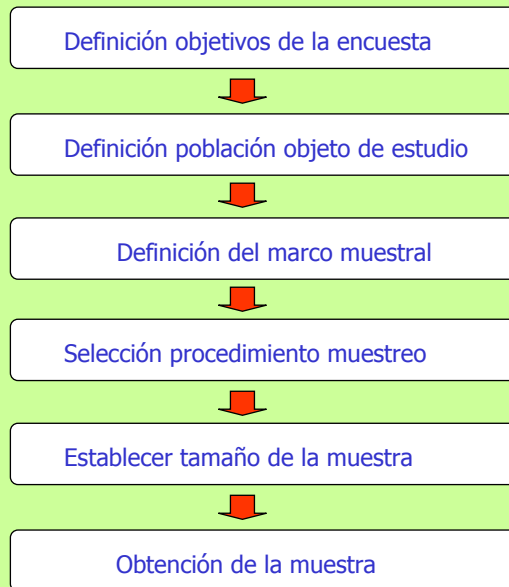 Definición objetivos de la encuesta
Definición población objeto de estudio
Definición del marco muestral
Selección procedimiento muestreo
Establecer tamaño de la muestra
Obtención de la muestra